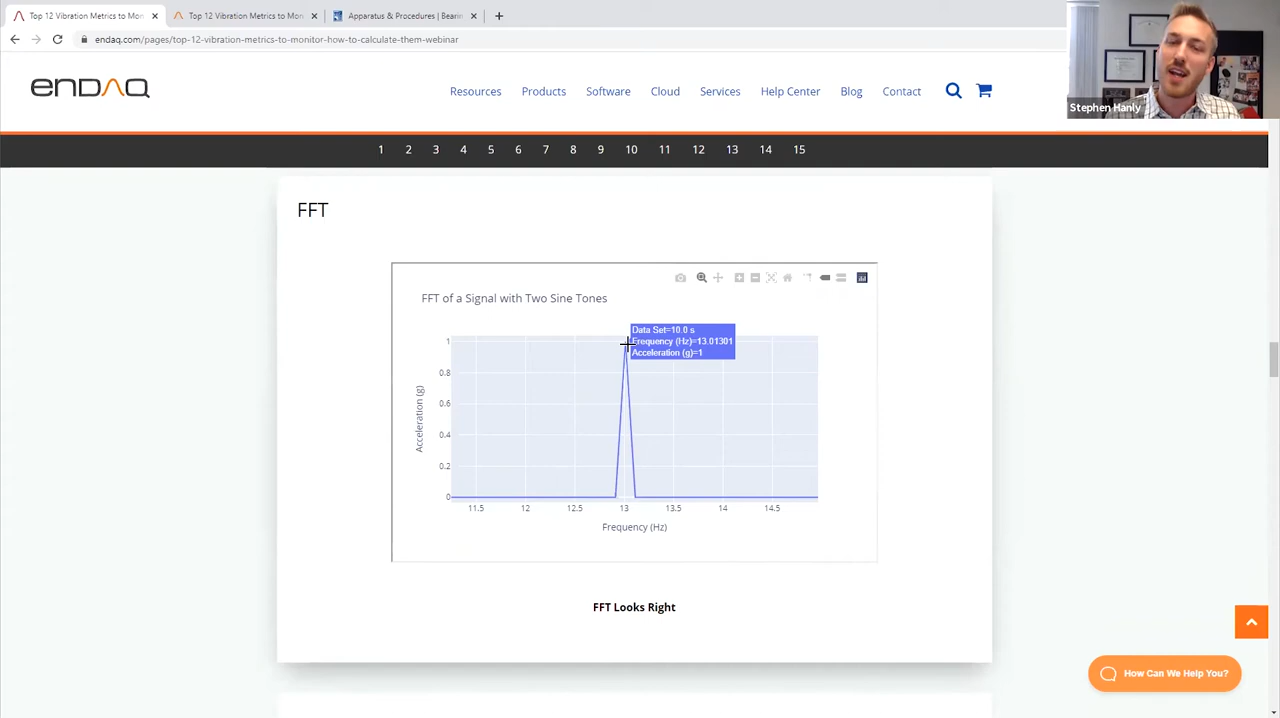 Top 12 Vibration Metrics to Mon
Top 12 Vibration Metrics to Mon
Apparatus & Procedures | Bearin
endaq.com/pages/top-12-vibration-metrics-to-monitor-how-to-calculate-them-webinar
enDAQ
Resources Products Software Cloud Services Help Center Blog Contact
Stephen Hanly
1 2 3 4 5 6 7 8 9 10 11 12 13 14 15
FFT
FFT of a Signal with Two Sine Tones
Data Set=10.0 s
Frequency (Hz)=13.01301
Acceleration (g)=1
1
0.8
0.6
0.4
0.2
0
Acceleration (g)
11.5 12 12.5 13 13.5 14 14.5
Frequency (Hz)
FFT Looks Right
How Can We Help You?